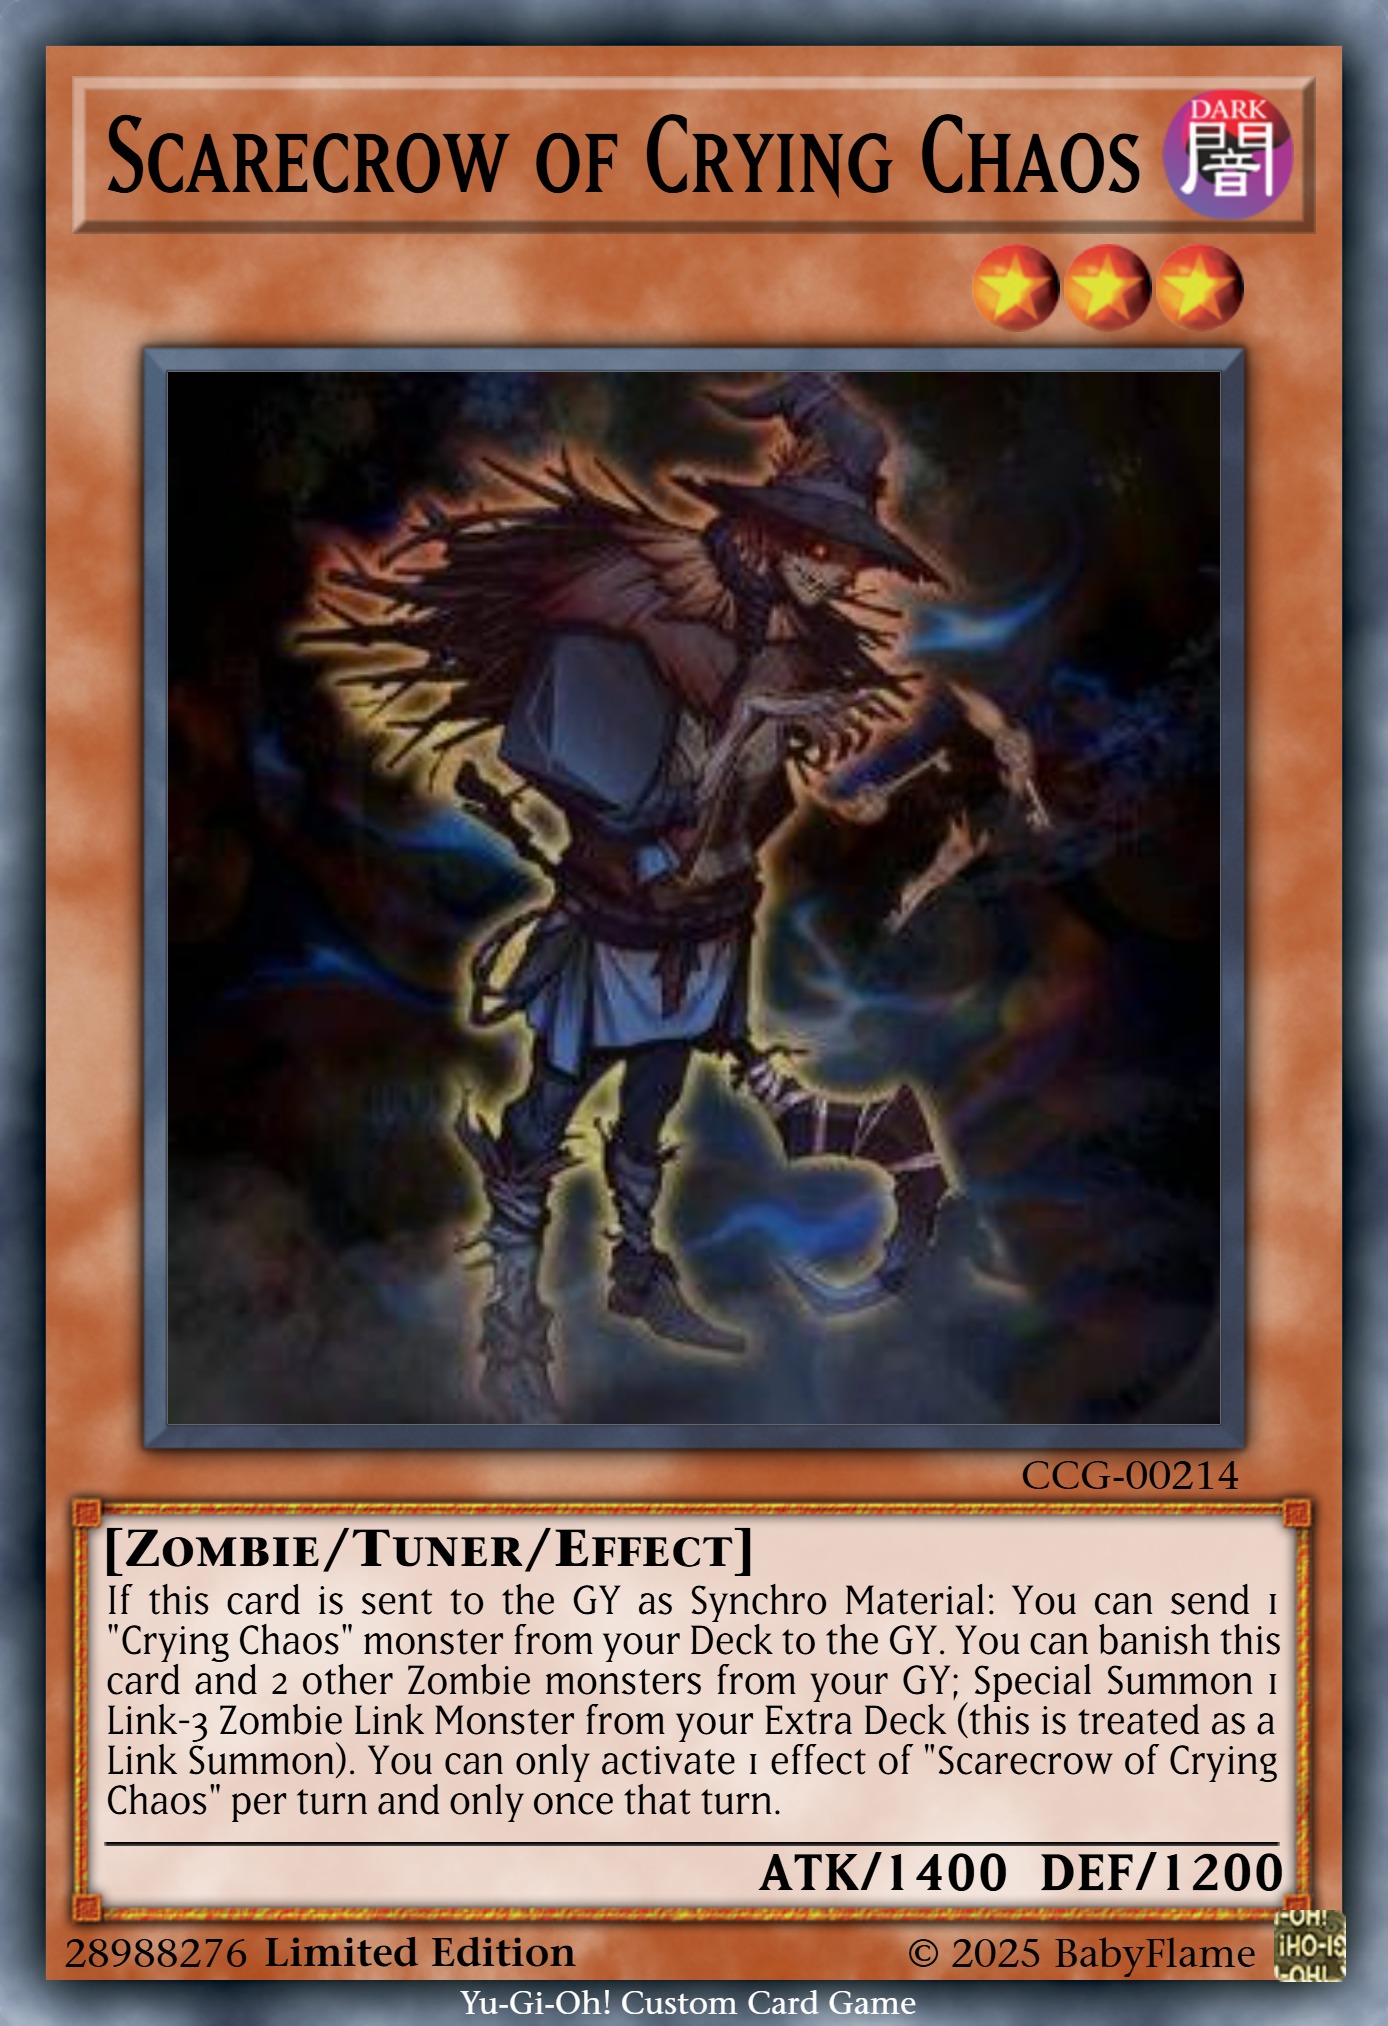 Scarecrow of Crying Chaos
DARK
闇
CCG-00214
[Zombie/Tuner/Effect]
If this card is sent to the GY as Synchro Material: You can send 1
"Crying Chaos" monster from your Deck to the GY. You can banish this
card and 2 other Zombie monsters from your GY; Special Summon 1
Link-3 Zombie Link Monster from your Extra Deck (this is treated as a
Link Summon). You can only activate 1 effect of "Scarecrow of Crying
Chaos" per turn and only once that turn.
ATK/1400 DEF/1200
28988276 Limited Edition
© 2025 BabyFlame
Yu-Gi-Oh! Custom Card Game